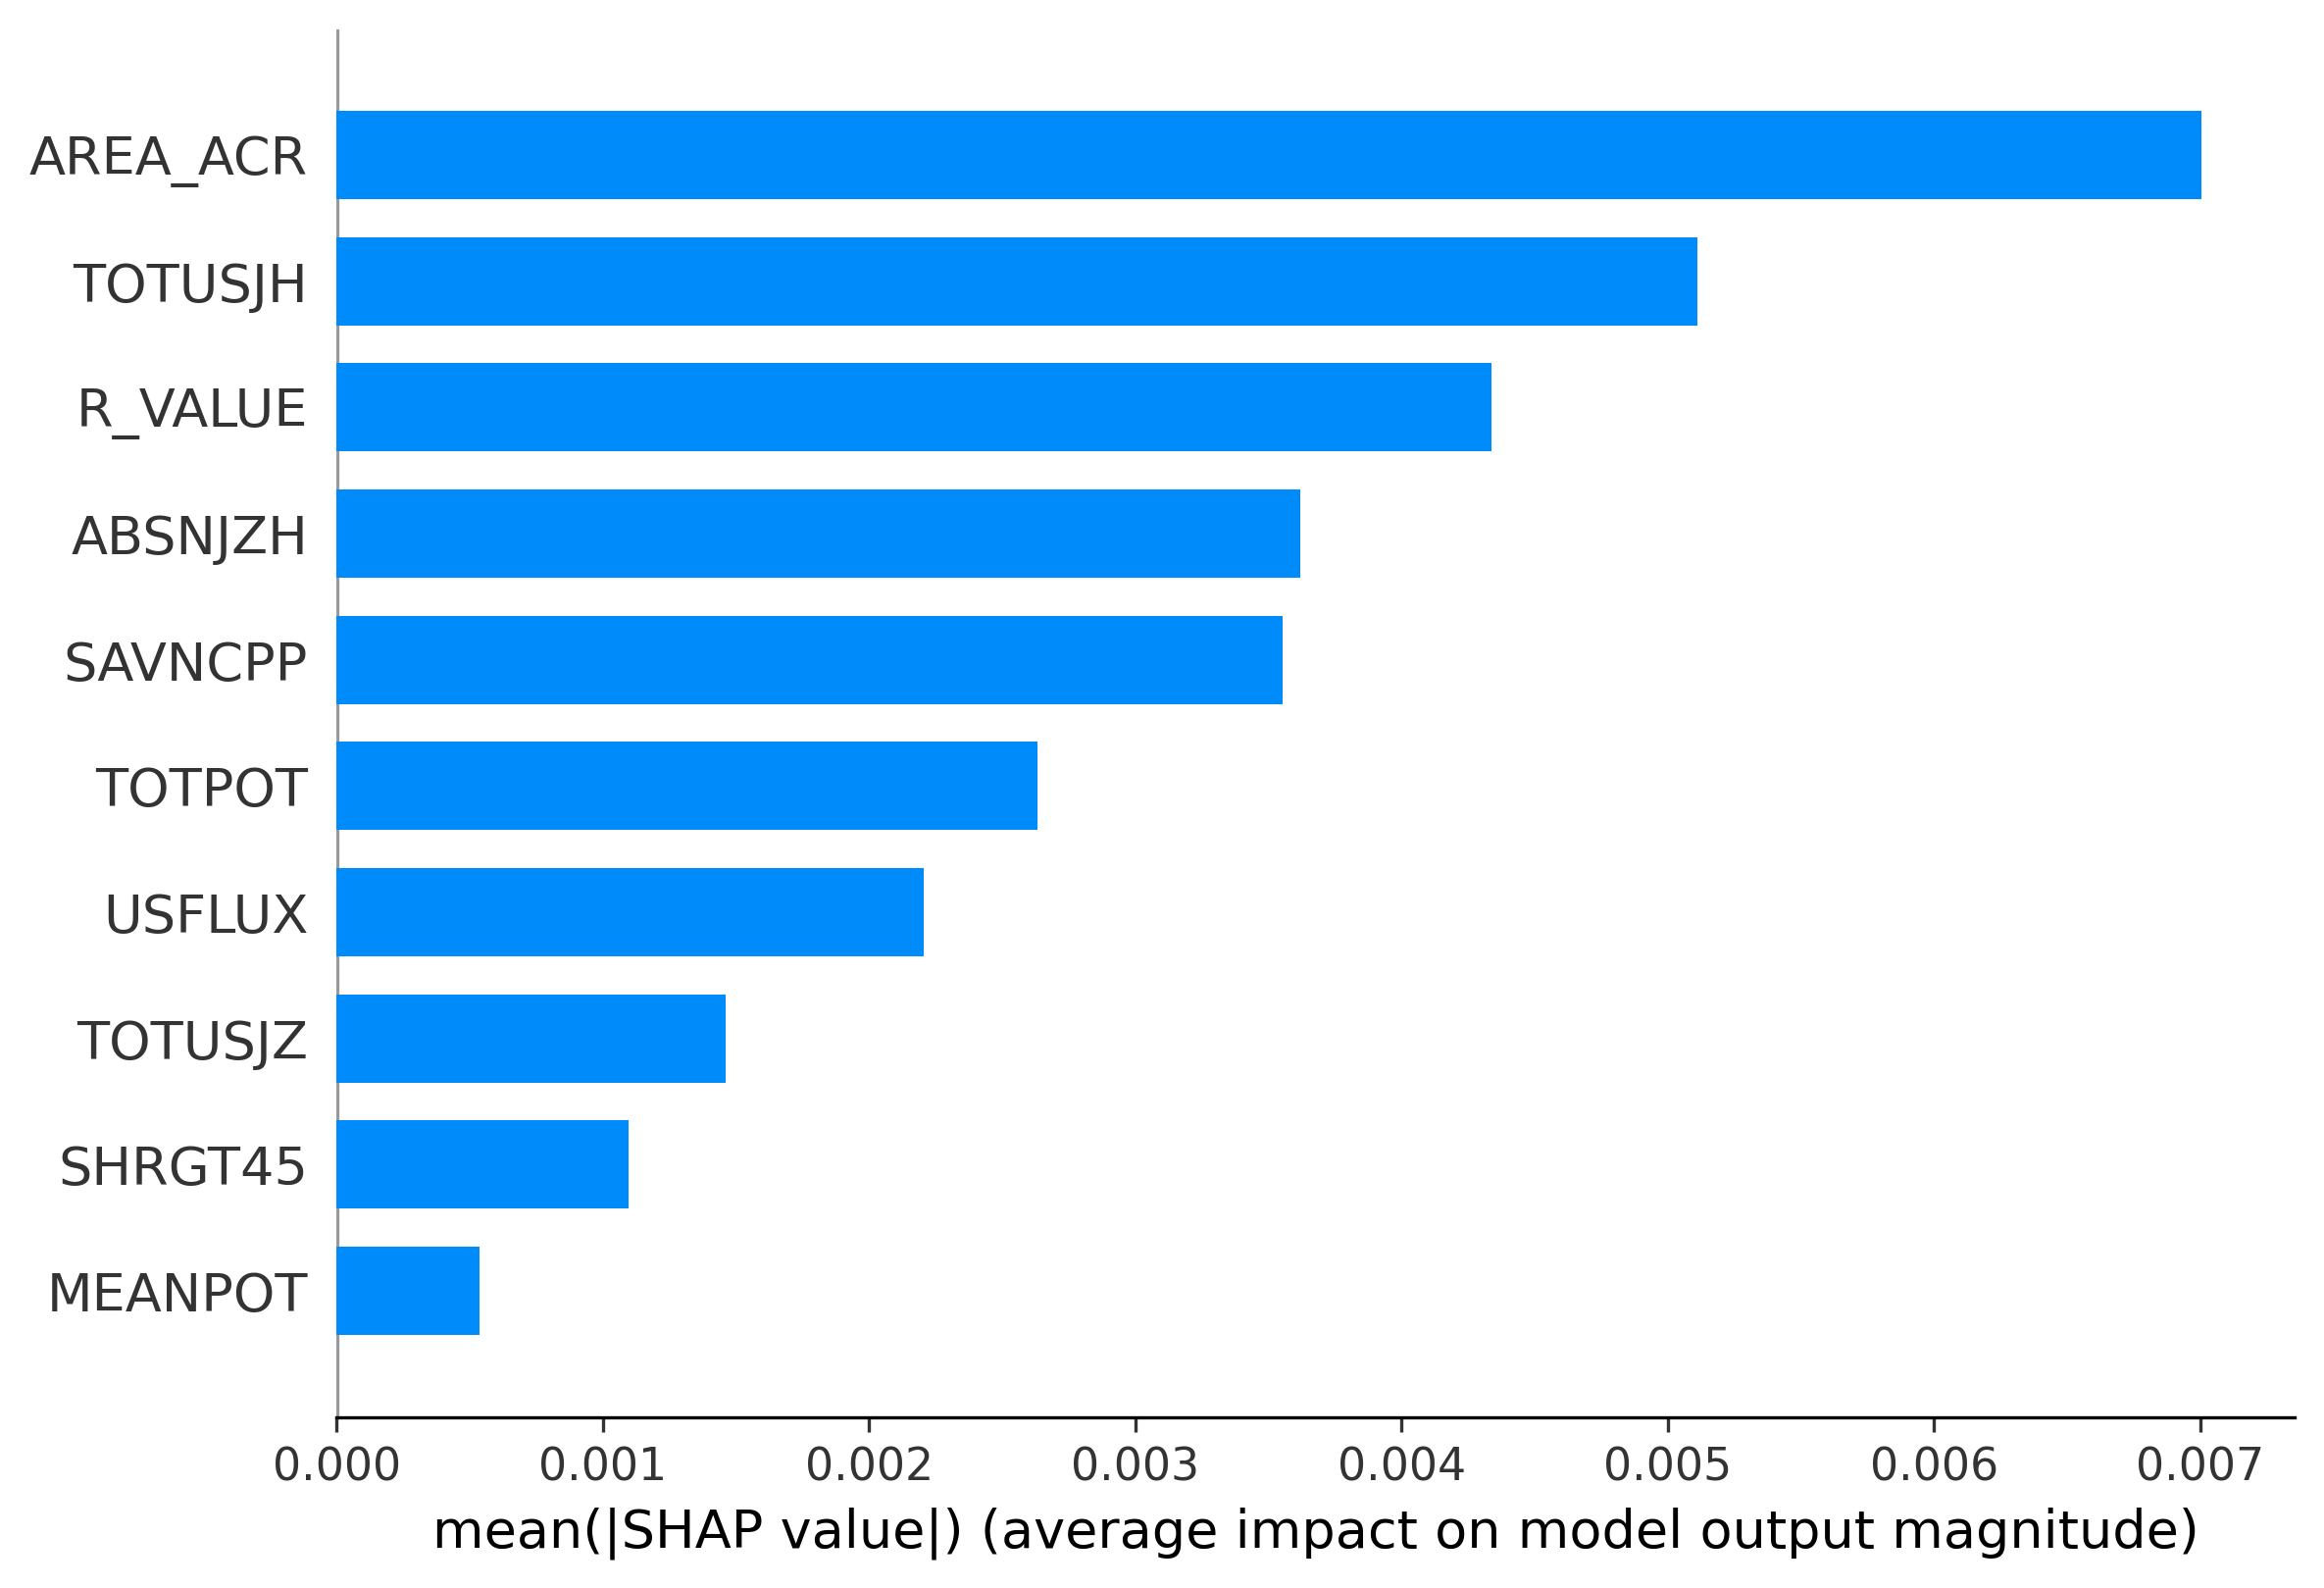 AREA_ACR
TOTUSJH
R_VALUE
ABSNJZH
SAVNCPP
TOTPOT
USFLUX
TOTUSJZ
SHRGT45
MEANPOT
0.000 0.001 0.002 0.003 0.004 0.005 0.006 0.007
mean(|SHAP value|) (average impact on model output magnitude)